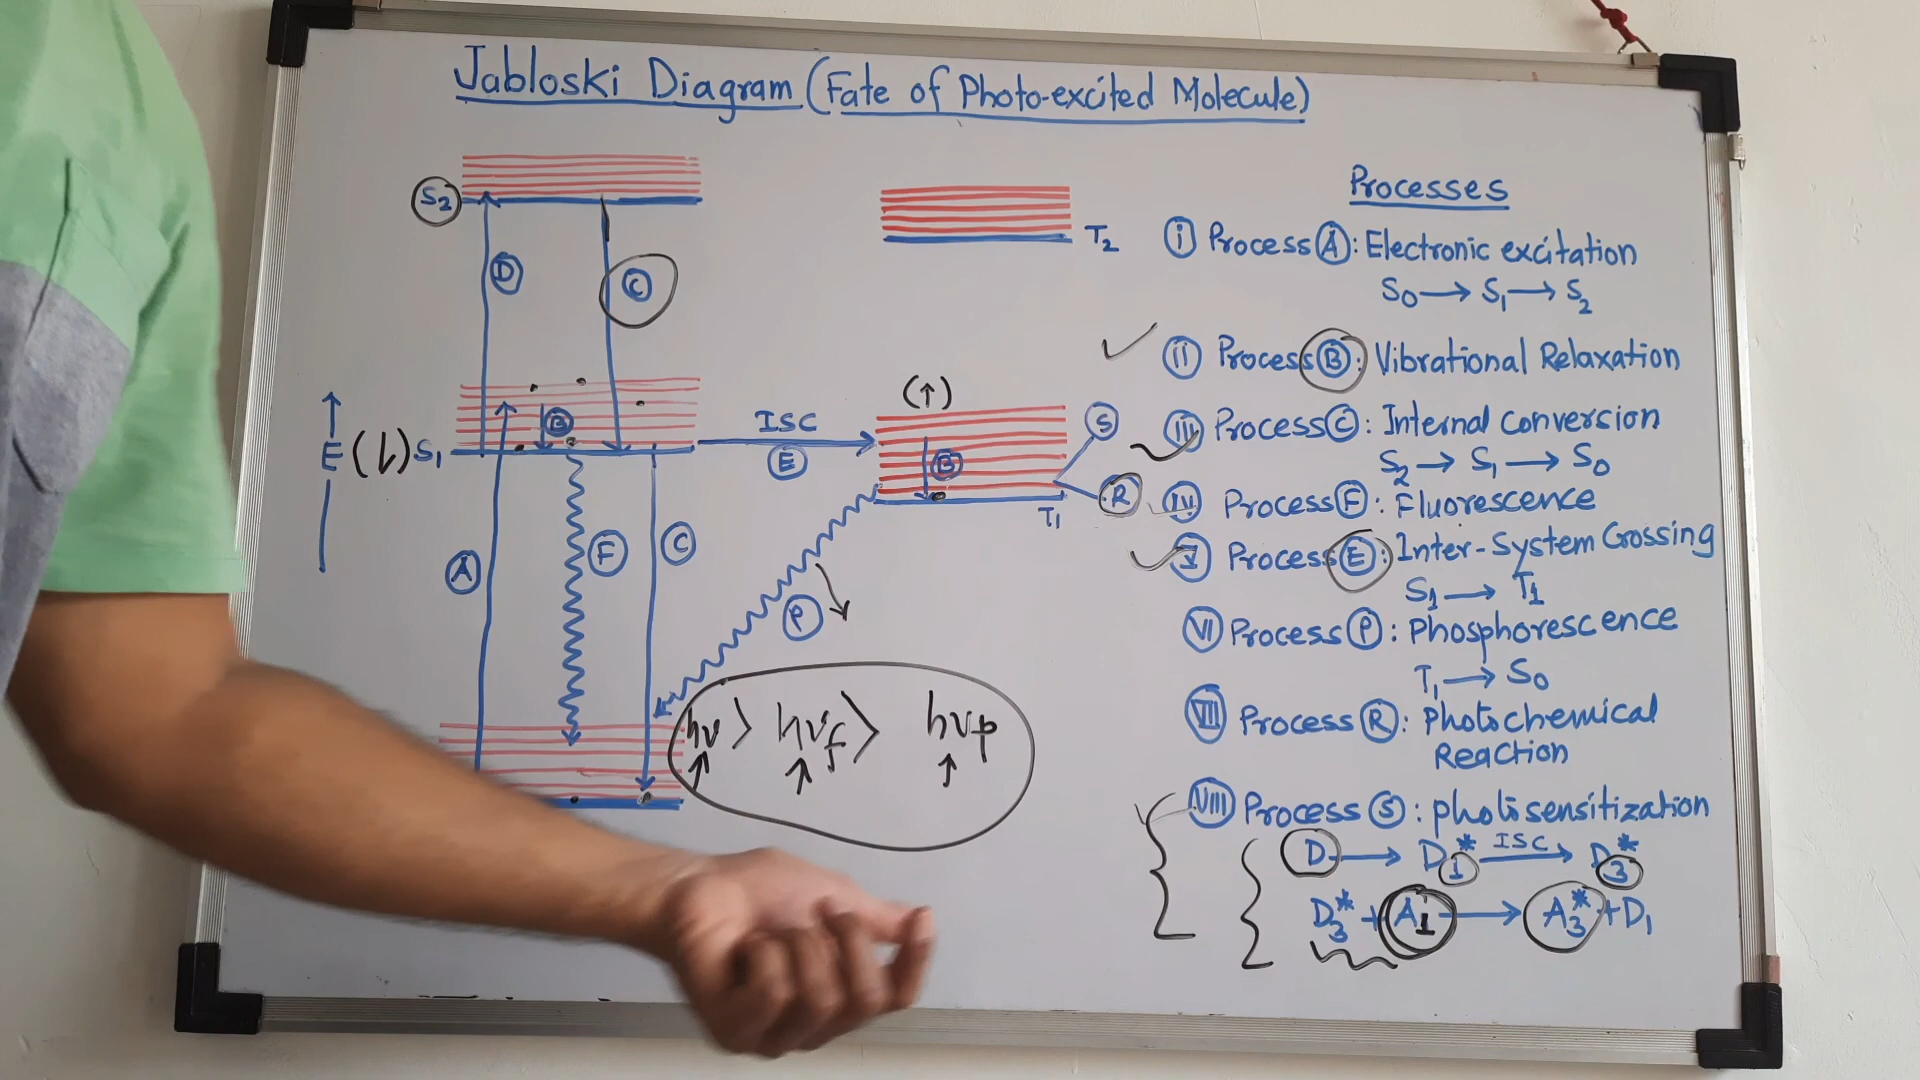 Jabloski Diagram (Fate of Photo-excited Molecule)
S2
D
C
T2
(↑)
E (↓) S1
B
ISC
E
B
S
R
T1
A
F
C
P
hν > hνf > hνp
Processes
(i) Process (A): Electronic excitation
S0 → S1 → S2
(II) Process (B): Vibrational Relaxation
(III) Process (C): Internal Conversion
S2 → S1 → S0
(IV) Process (F): Fluorescence
(V) Process (E): Inter-System Crossing
S1 → T1
(VI) Process (P): Phosphorescence
T1 → S0
(VII) Process (R): Photochemical
Reaction
(VIII) Process (S): photosensitization
D → D1* ISC → D3*
D3* + A1 → A3* + D1